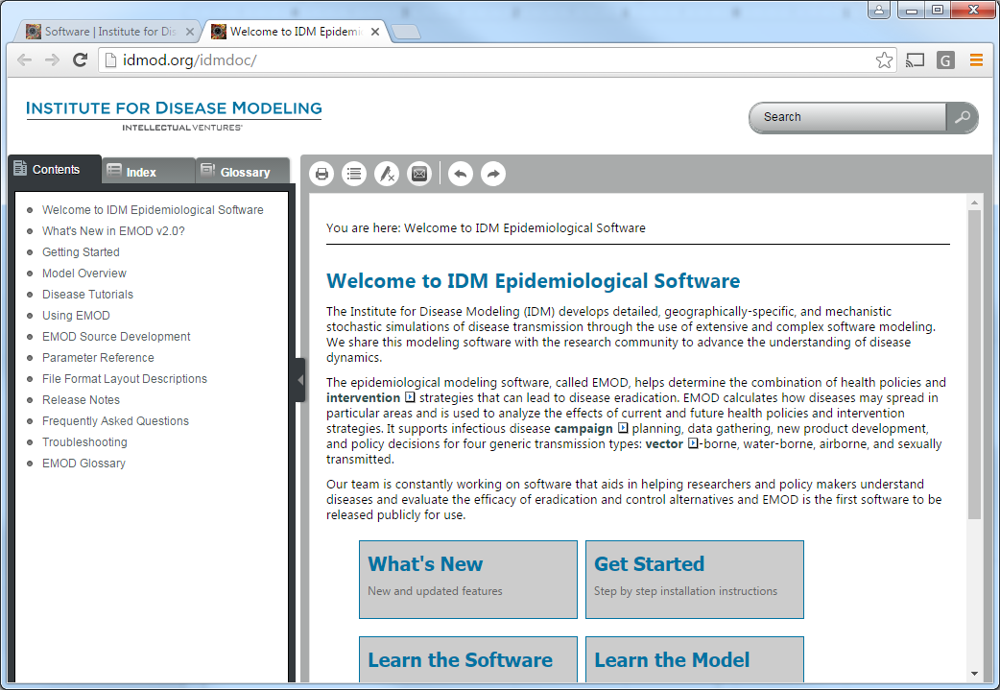 Software | Institute for Dis
Welcome to IDM Epidemi
idmod.org/idmdoc/
G
INSTITUTE FOR DISEASE MODELING
INTELLECTUAL VENTURES
Search
Contents
Index
Glossary
Welcome to IDM Epidemiological Software
What's New in EMOD v2.0?
Getting Started
Model Overview
Disease Tutorials
Using EMOD
EMOD Source Development
Parameter Reference
File Format Layout Descriptions
Release Notes
Frequently Asked Questions
Troubleshooting
EMOD Glossary
You are here: Welcome to IDM Epidemiological Software
Welcome to IDM Epidemiological Software
The Institute for Disease Modeling (IDM) develops detailed, geographically-specific, and mechanistic
stochastic simulations of disease transmission through the use of extensive and complex software modeling.
We share this modeling software with the research community to advance the understanding of disease
dynamics.
The epidemiological modeling software, called EMOD, helps determine the combination of health policies and
intervention strategies that can lead to disease eradication. EMOD calculates how diseases may spread in
particular areas and is used to analyze the effects of current and future health policies and intervention
strategies. It supports infectious disease campaign planning, data gathering, new product development,
and policy decisions for four generic transmission types: vector -borne, water-borne, airborne, and sexually
transmitted.
Our team is constantly working on software that aids in helping researchers and policy makers understand
diseases and evaluate the efficacy of eradication and control alternatives and EMOD is the first software to be
released publicly for use.
What's New
New and updated features
Get Started
Step by step installation instructions
Learn the Software
Learn the Model